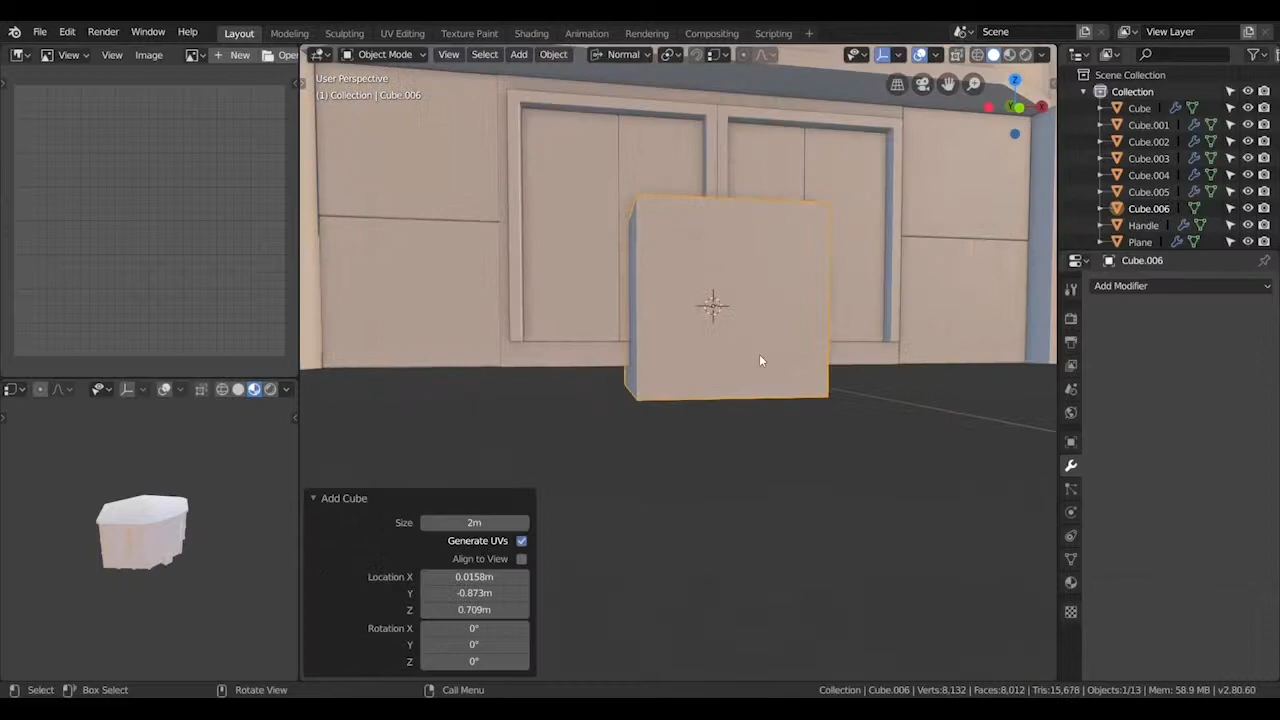 File Edit Render Window Help Layout Modeling Sculpting UV Editing Texture Paint Shading Animation Rendering Compositing Scripting + Scene View Layer
View View Image New Open
Object Mode View Select Add Object Normal
User Perspective
(1) Collection | Cube.006
Z
X
Y
Scene Collection
Collection
Cube
Cube.001
Cube.002
Cube.003
Cube.004
Cube.005
Cube.006
Handle
Plane
Cube.006
Add Modifier
Add Cube
Size 2m
Generate UVs
Align to View
Location X 0.0158m
Y -0.873m
Z 0.709m
Rotation X 0°
Y 0°
Z 0°
Select Box Select Rotate View Call Menu Collection | Cube.006 | Verts:8,132 | Faces:8,012 | Tris:15,678 | Objects:1/13 | Mem: 58.9 MB | v2.80.60